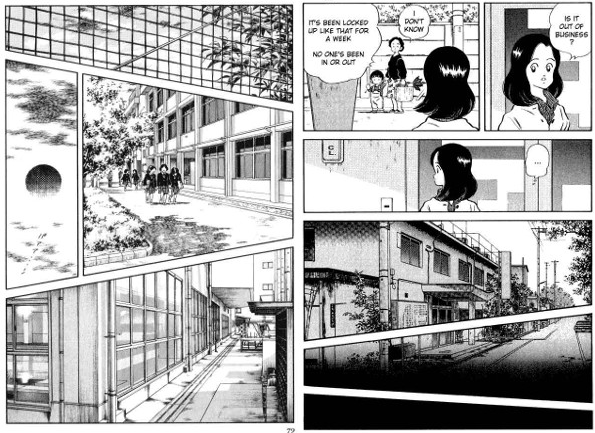 IS IT
OUT OF
BUSINESS
?
I
DON'T
KNOW
IT'S BEEN LOCKED
UP LIKE THAT FOR
A WEEK
NO ONE'S BEEN
IN OR OUT
...
79